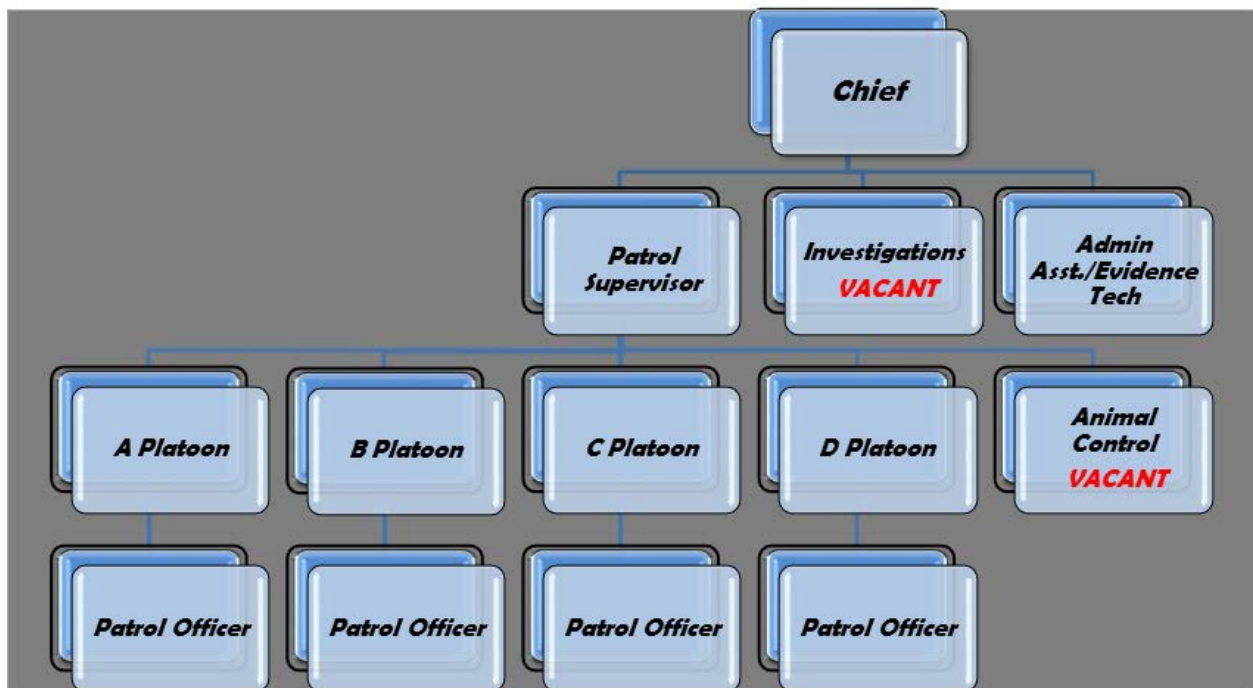 Chief
Patrol
Supervisor
Investigations
VACANT
Admin
Asst./Evidence
Tech
A Platoon
B Platoon
C Platoon
D Platoon
Animal
Control
VACANT
Patrol Officer
Patrol Officer
Patrol Officer
Patrol Officer